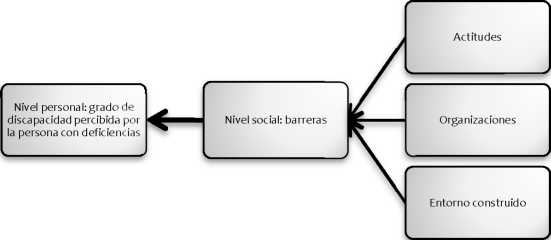 Actitudes
Nivel personal: grado de
discapacidad percibida por
la persona con deficiencias
Nivel social: barreras
Organizaciones
Entorno construido